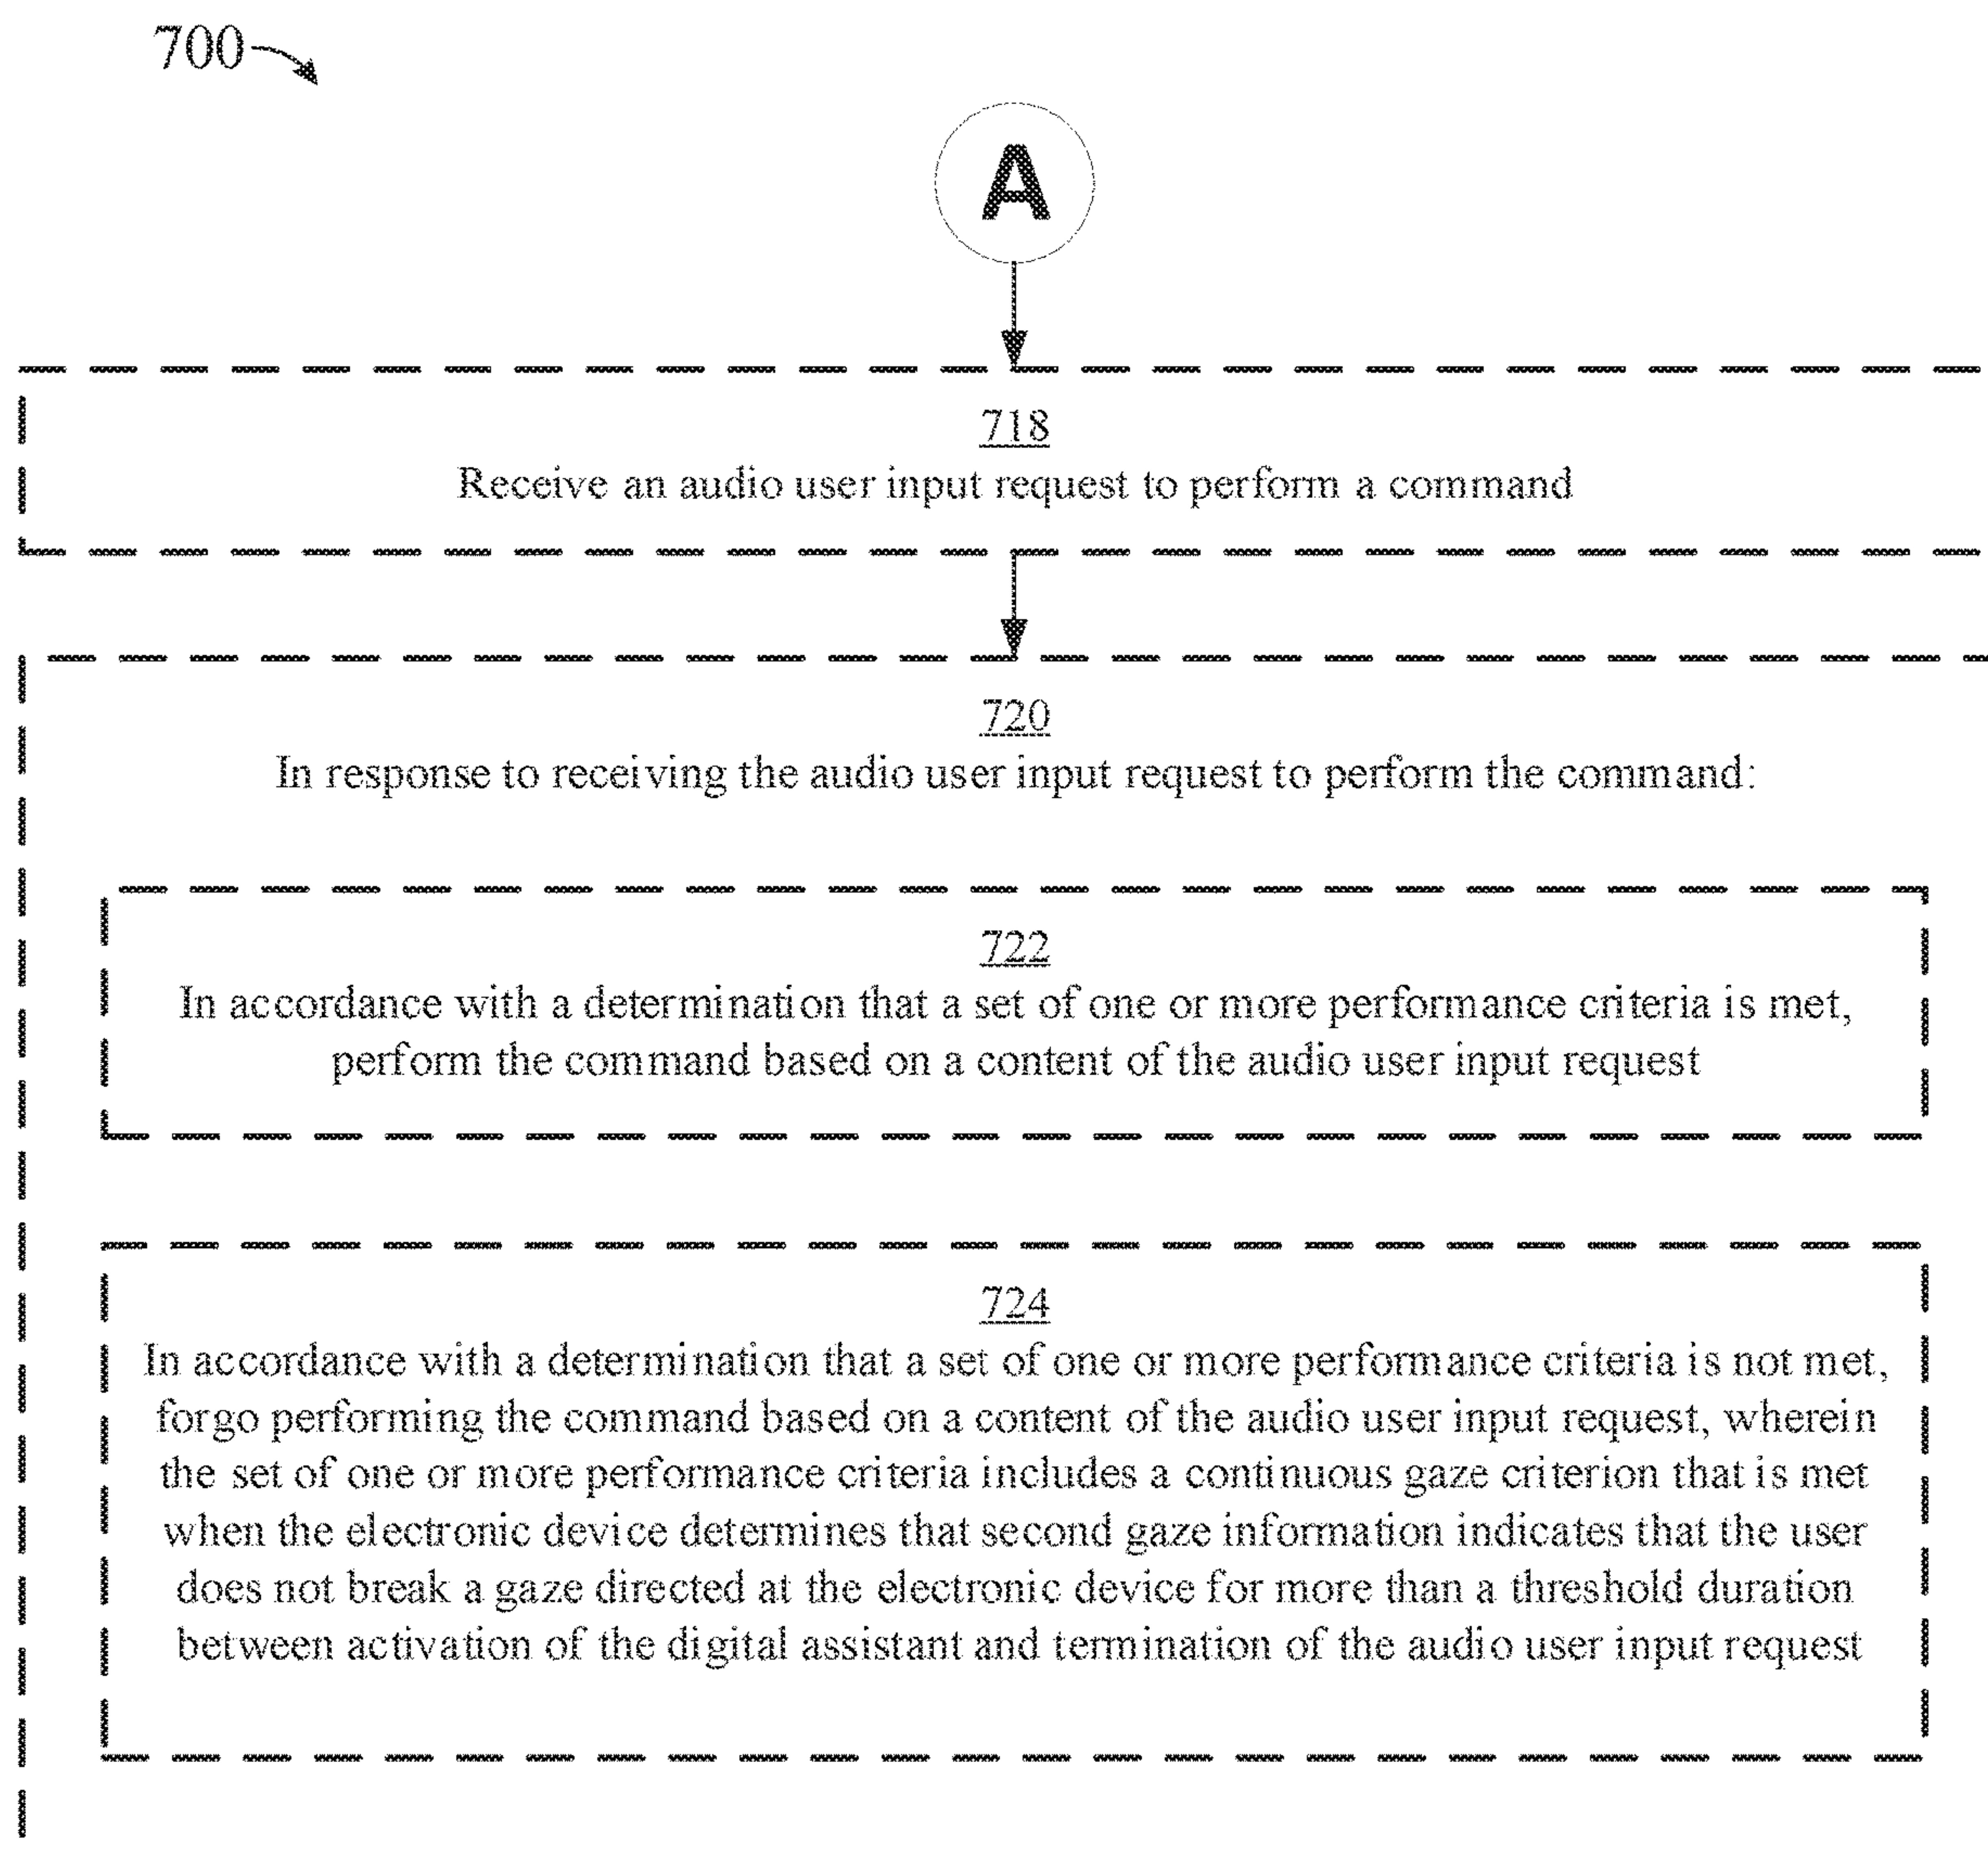 700
A
718
Receive an audio user input request to perform a command
720
In response to receiving the audio user input request to perform the command:
722
In accordance with a determination that a set of one or more performance criteria is met,
perform the command based on a content of the audio user input request
724
In accordance with a determination that a set of one or more performance criteria is not met,
forgo performing the command based on a content of the audio user input request, wherein
the set of one or more performance criteria includes a continuous gaze criterion that is met
when the electronic device determines that second gaze information indicates that the user
does not break a gaze directed at the electronic device for more than a threshold duration
between activation of the digital assistant and termination of the audio user input request